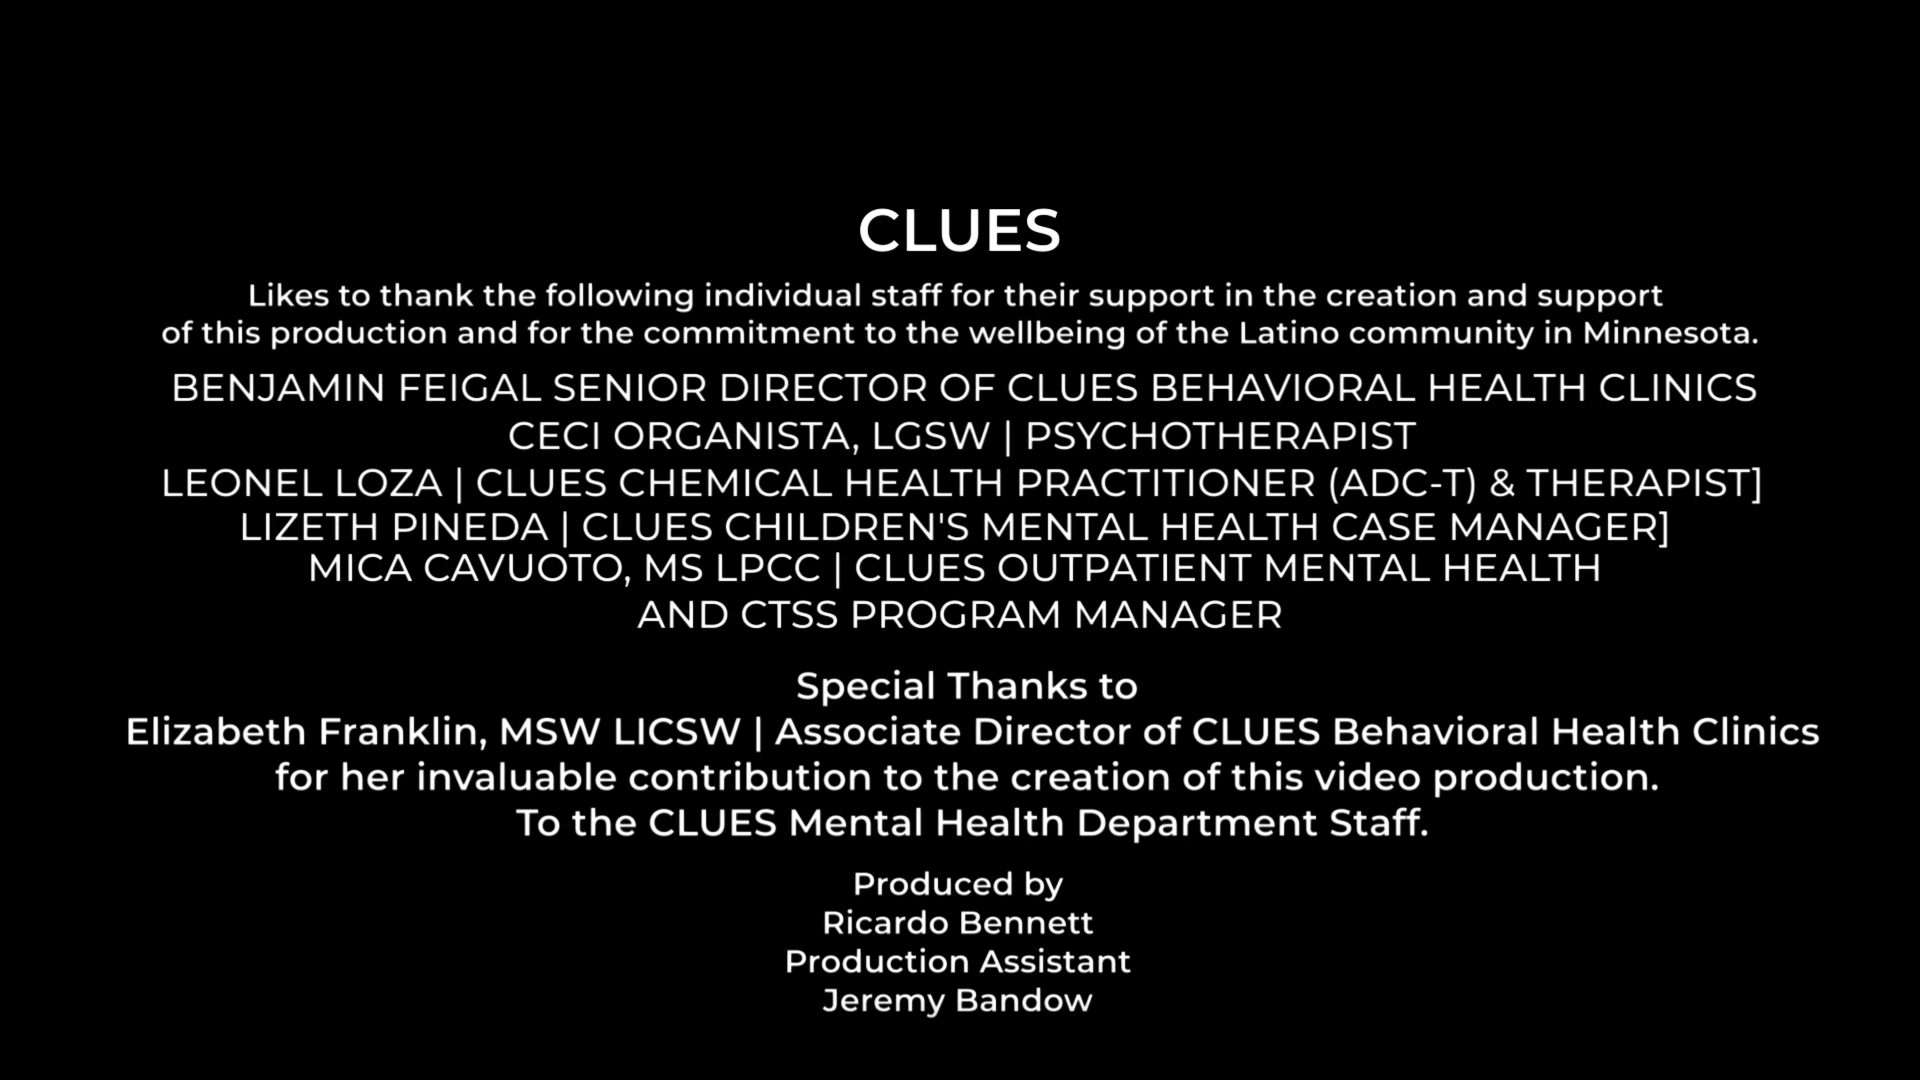 CLUES
Likes to thank the following individual staff for their support in the creation and support
of this production and for the commitment to the wellbeing of the Latino community in Minnesota.
BENJAMIN FEIGAL SENIOR DIRECTOR OF CLUES BEHAVIORAL HEALTH CLINICS
CECI ORGANISTA, LGSW | PSYCHOTHERAPIST
LEONEL LOZA | CLUES CHEMICAL HEALTH PRACTITIONER (ADC-T) & THERAPIST]
LIZETH PINEDA | CLUES CHILDREN'S MENTAL HEALTH CASE MANAGER]
MICA CAVUOTO, MS LPCC | CLUES OUTPATIENT MENTAL HEALTH
AND CTSS PROGRAM MANAGER
Special Thanks to
Elizabeth Franklin, MSW LICSW | Associate Director of CLUES Behavioral Health Clinics
for her invaluable contribution to the creation of this video production.
To the CLUES Mental Health Department Staff.
Produced by
Ricardo Bennett
Production Assistant
Jeremy Bandow